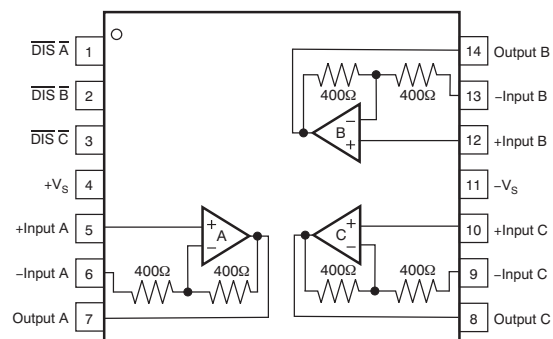 DIS A 1
DIS B 2
DIS C 3
+VS 4
+Input A 5
−Input A 6
Output A 7
14 Output B
13 −Input B
12 +Input B
11 −VS
10 +Input C
9 −Input C
8 Output C
400Ω 400Ω
−
B
+
+
A
−
400Ω 400Ω
+
C
−
400Ω 400Ω